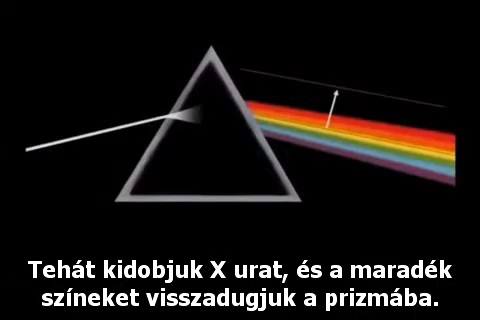 Tehát kidobjuk X urat, és a maradék
színeket visszadugjuk a prizmába.